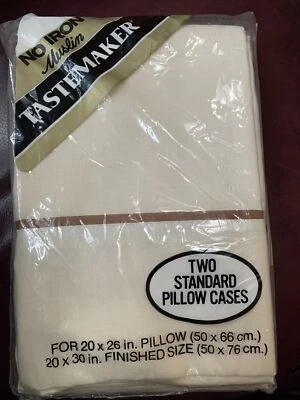 NO IRON
Muslin
TASTEMAKER®
TWO
STANDARD
PILLOW CASES
FOR 20 x 26 in. PILLOW (50 x 66 cm.)
20 x 30 in. FINISHED SIZE (50 x 76 cm.)